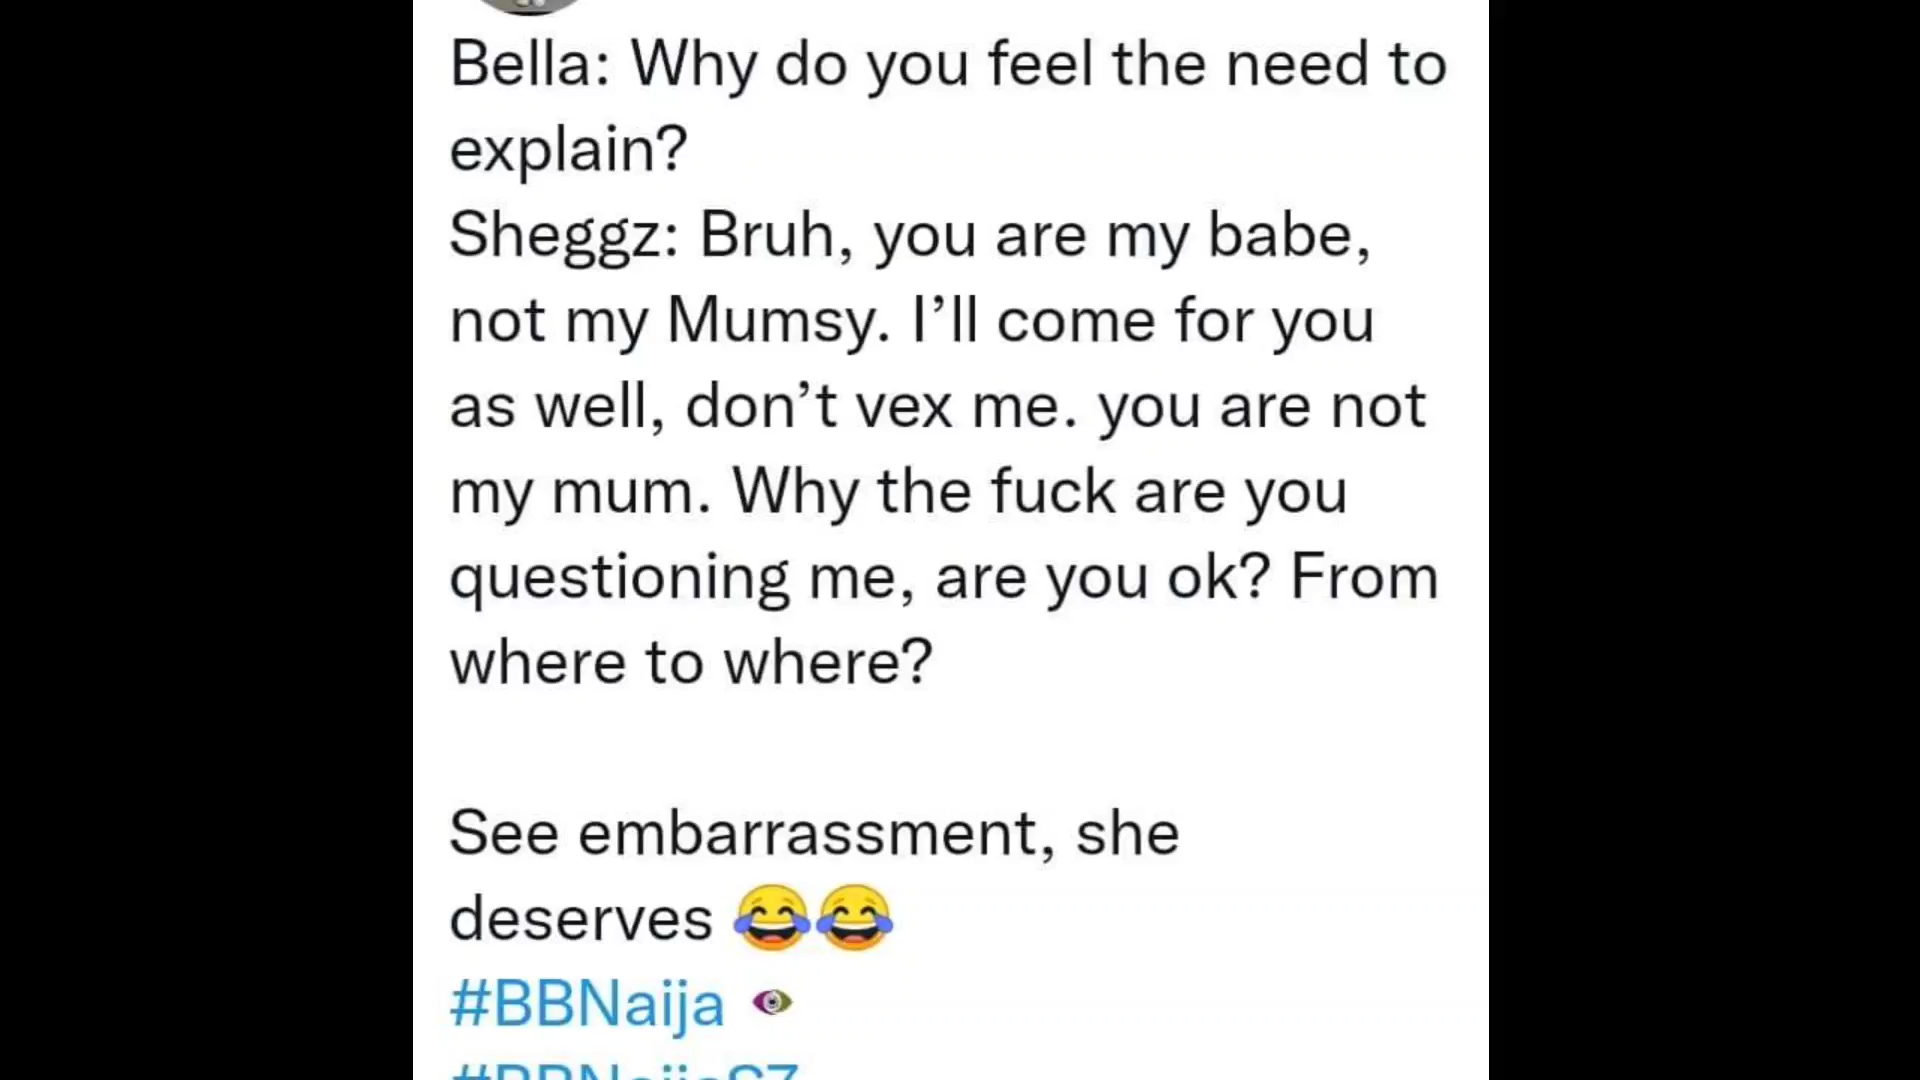 Bella: Why do you feel the need to
explain?
Sheggz: Bruh, you are my babe,
not my Mumsy. I’ll come for you
as well, don’t vex me. you are not
my mum. Why the fuck are you
questioning me, are you ok? From
where to where?
See embarrassment, she
deserves 😂😂
#BBNaija
#BBNaijaS7